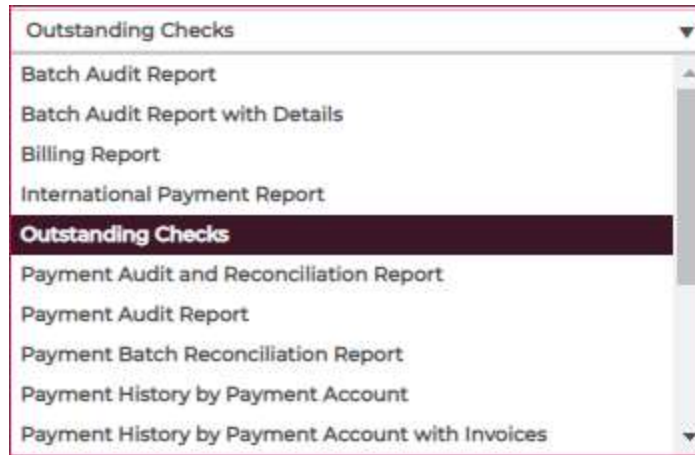 Outstanding Checks
Batch Audit Report
Batch Audit Report with Details
Billing Report
International Payment Report
Outstanding Checks
Payment Audit and Reconciliation Report
Payment Audit Report
Payment Batch Reconciliation Report
Payment History by Payment Account
Payment History by Payment Account with Invoices